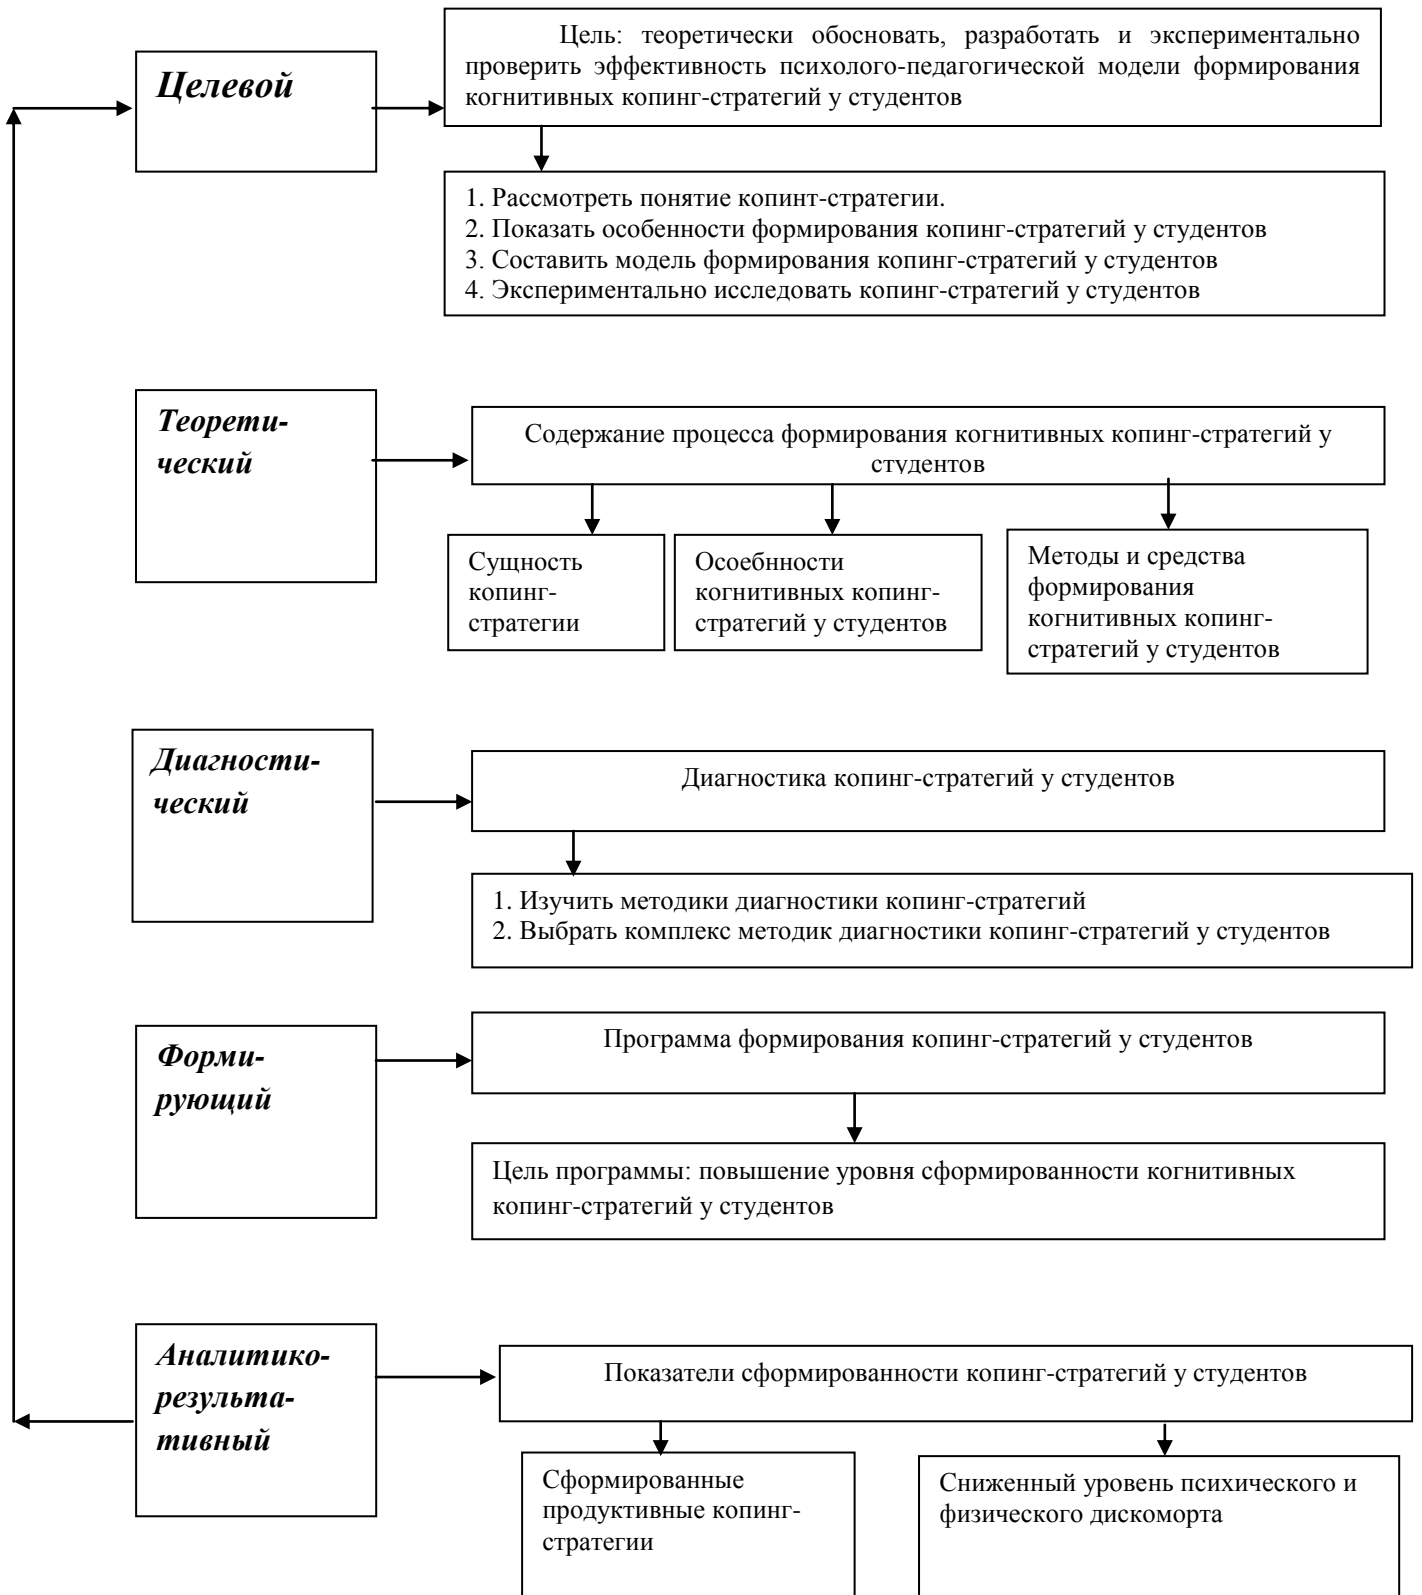 Целевой
Цель: теоретически обосновать, разработать и экспериментально
проверить эффективность психолого-педагогической модели формирования
когнитивных копинг-стратегий у студентов
1. Рассмотреть понятие копинт-стратегии.
2. Показать особенности формирования копинг-стратегий у студентов
3. Составить модель формирования копинг-стратегий у студентов
4. Экспериментально исследовать копинг-стратегий у студентов
Теорети-
ческий
Содержание процесса формирования когнитивных копинг-стратегий у
студентов
Сущность
копинг-
стратегии
Осоебнности
когнитивных копинг-
стратегий у студентов
Методы и средства
формирования
когнитивных копинг-
стратегий у студентов
Диагности-
ческий
Диагностика копинг-стратегий у студентов
1. Изучить методики диагностики копинг-стратегий
2. Выбрать комплекс методик диагностики копинг-стратегий у студентов
Форми-
рующий
Программа формирования копинг-стратегий у студентов
Цель программы: повышение уровня сформированности когнитивных
копинг-стратегий у студентов
Аналитико-
результа-
тивный
Показатели сформированности копинг-стратегий у студентов
Сформированные
продуктивные копинг-
стратегии
Сниженный уровень психического и
физического дискоморта